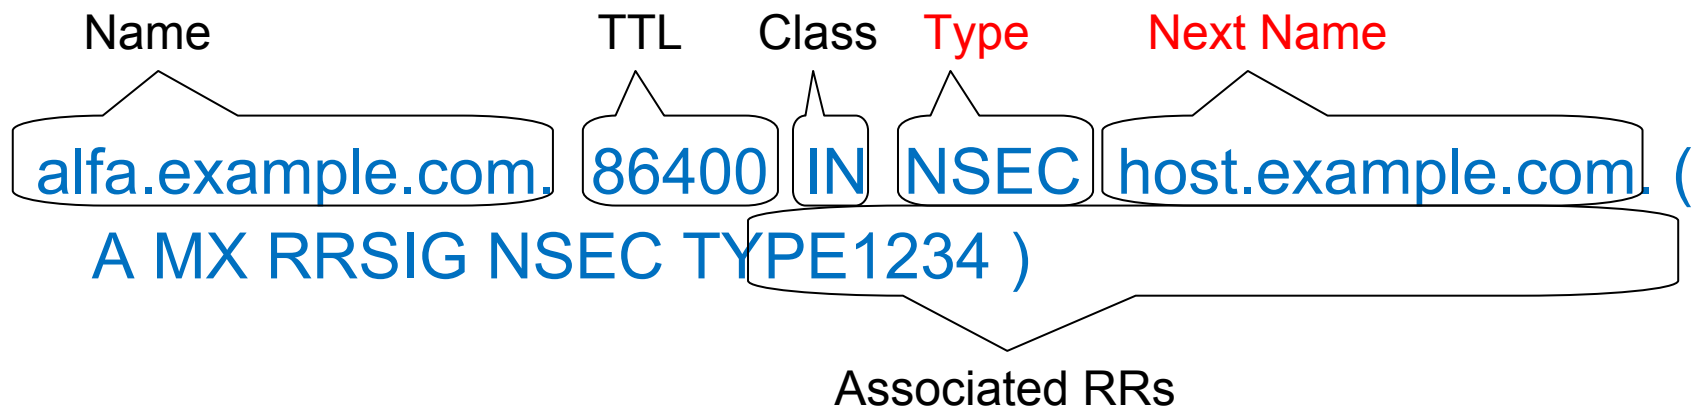 Name TTL Class Type Next Name
alfa.example.com. 86400 IN NSEC host.example.com. (
A MX RRSIG NSEC TYPE1234 )
Associated RRs